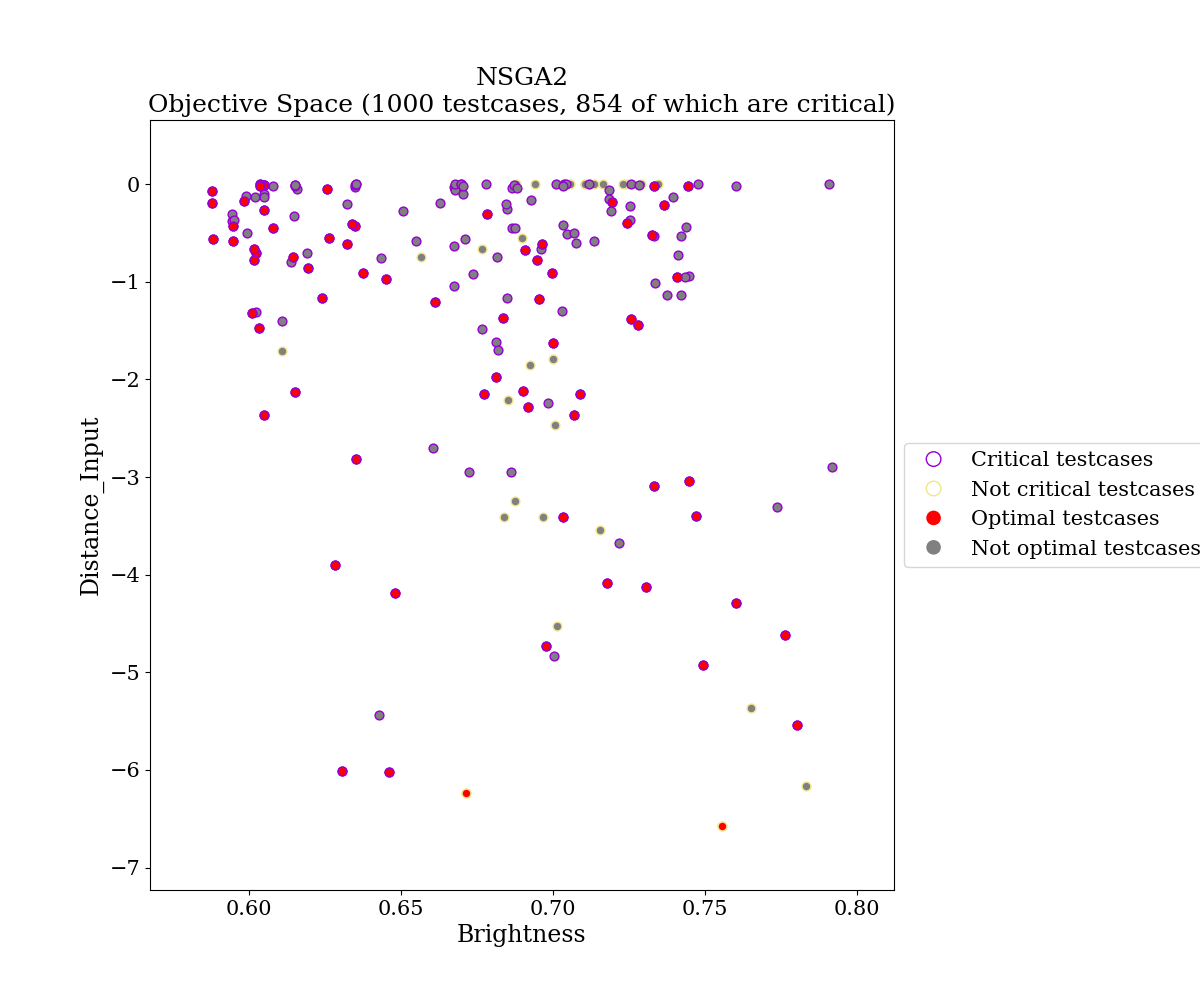 NSGA2
Objective Space (1000 testcases, 854 of which are critical)
0
−1
−2
−3
−4
−5
−6
−7
Distance_Input
0.60 0.65 0.70 0.75 0.80
Brightness
Critical testcases
Not critical testcases
Optimal testcases
Not optimal testcases